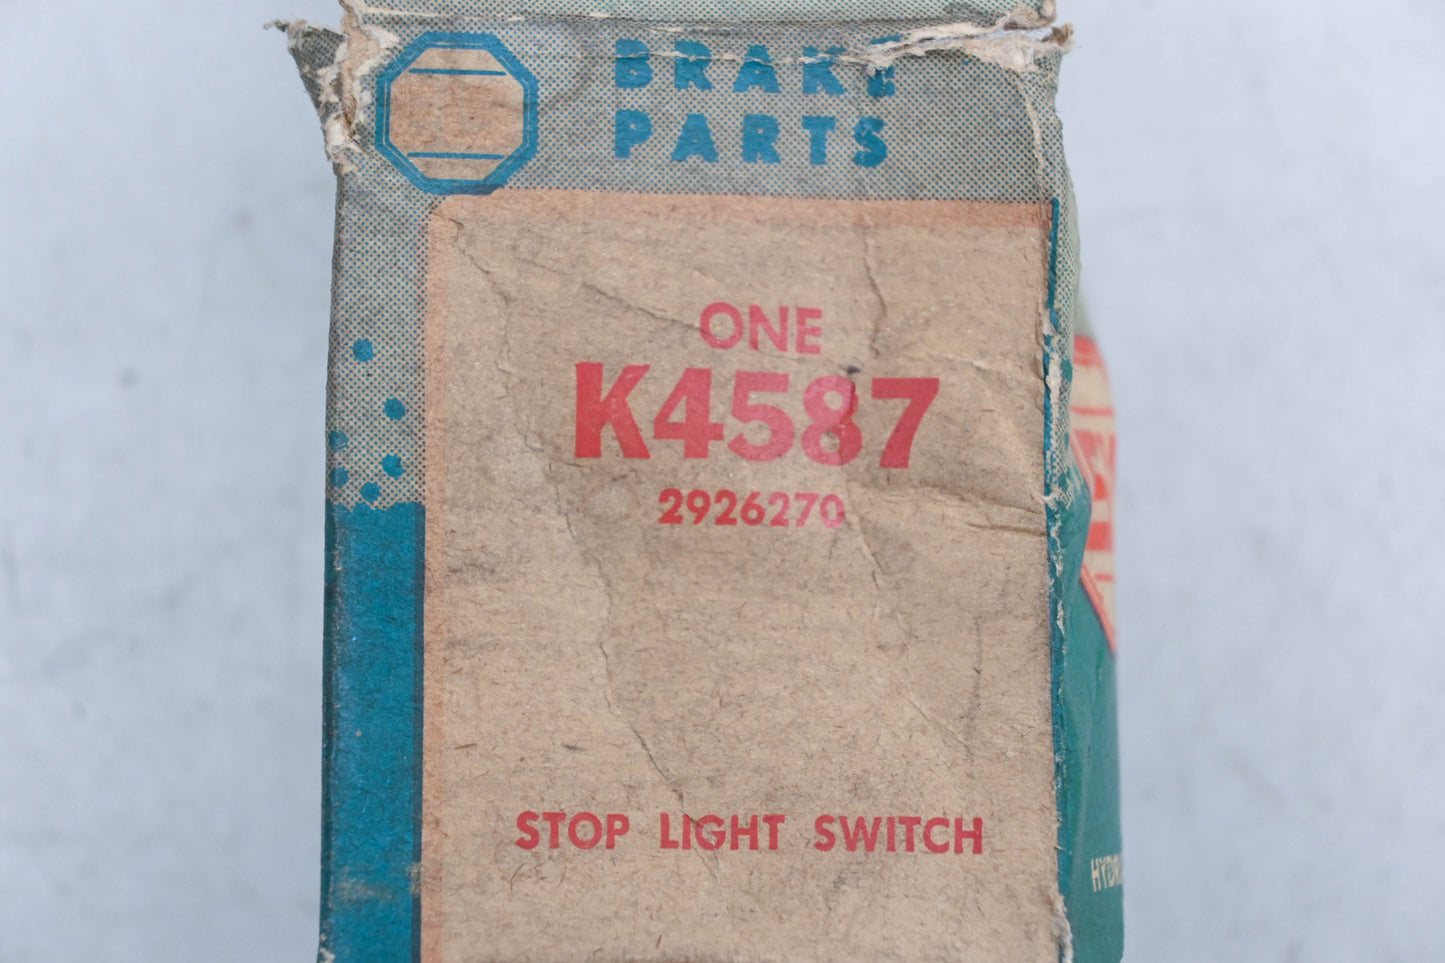 BRAKE
PARTS
ONE
K4587
2926270
STOP LIGHT SWITCH